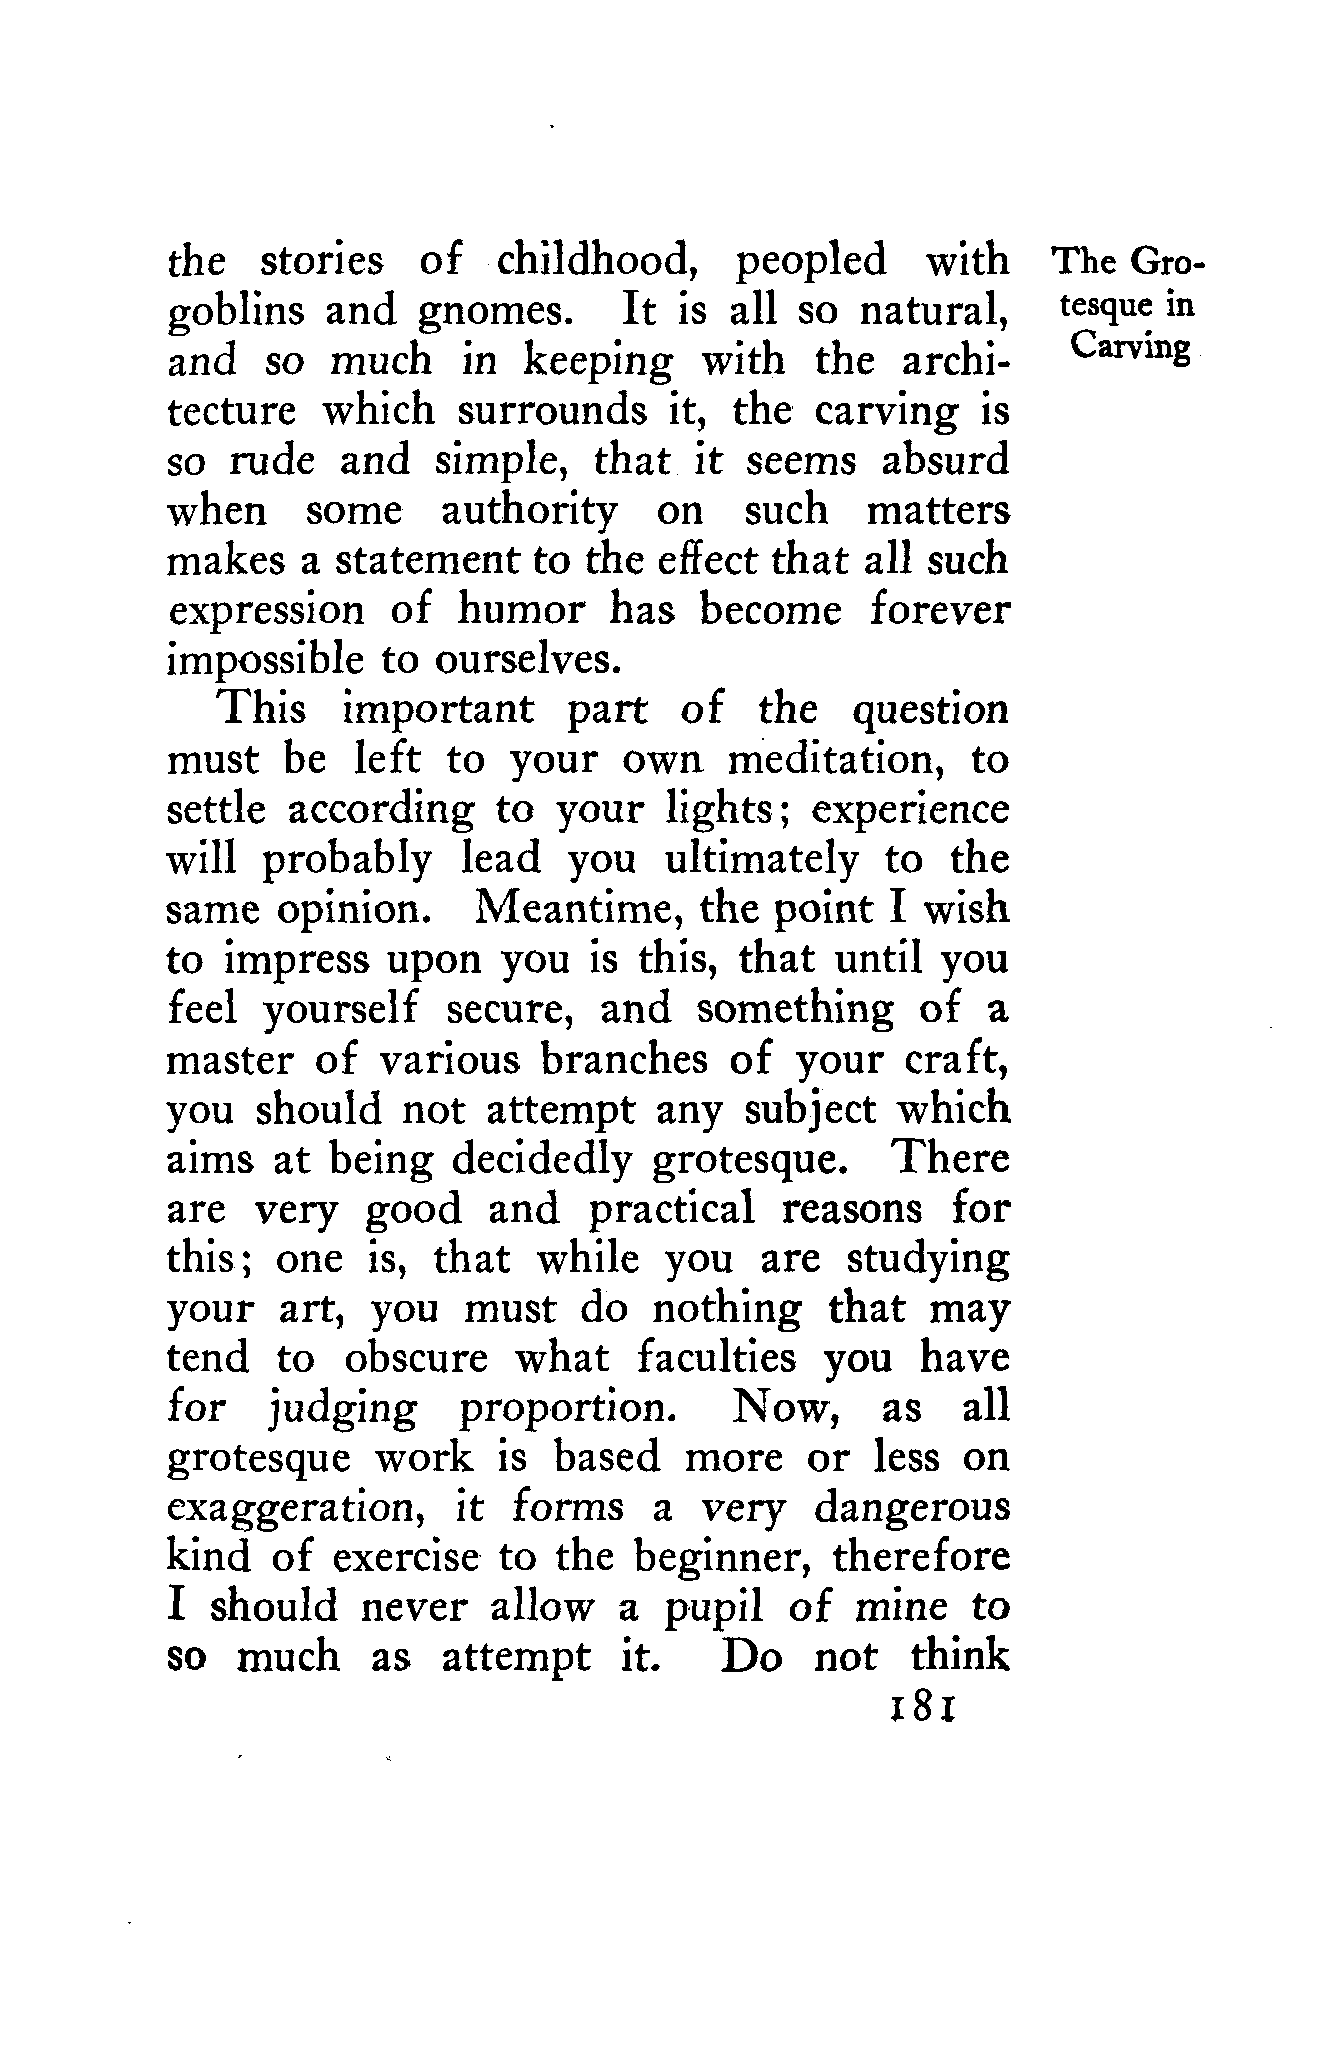 the stories of childhood, peopled with
goblins and gnomes. It is all so natural,
and so much in keeping with the archi-
tecture which surrounds it, the carving is
so rude and simple, that it seems absurd
when some authority on such matters
makes a statement to the effect that all such
expression of humor has become forever
impossible to ourselves.
This important part of the question
must be left to your own meditation, to
settle according to your lights; experience
will probably lead you ultimately to the
same opinion. Meantime, the point I wish
to impress upon you is this, that until you
feel yourself secure, and something of a
master of various branches of your craft,
you should not attempt any subject which
aims at being decidedly grotesque. There
are very good and practical reasons for
this; one is, that while you are studying
your art, you must do nothing that may
tend to obscure what faculties you have
for judging proportion. Now, as all
grotesque work is based more or less on
exaggeration, it forms a very dangerous
kind of exercise to the beginner, therefore
I should never allow a pupil of mine to
so much as attempt it. Do not think
The Gro-
tesque in
Carving
181